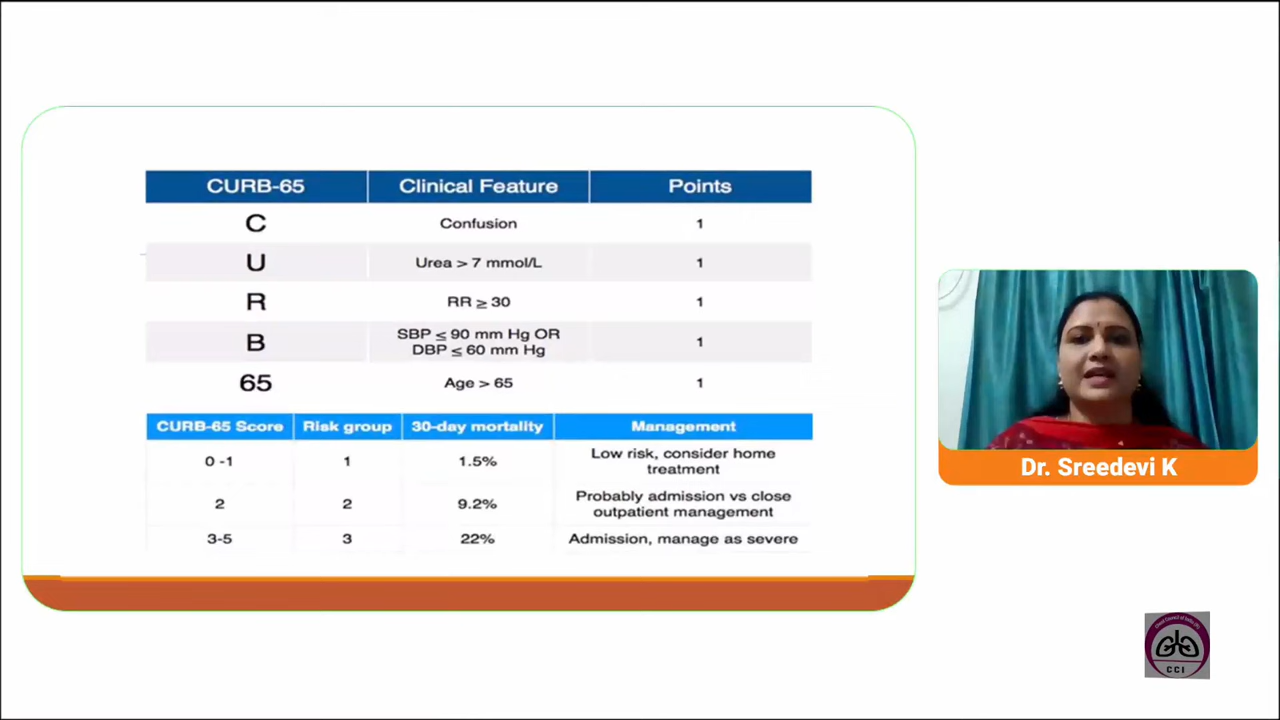 CURB-65 Clinical Feature Points
C Confusion 1
U Urea > 7 mmol/L 1
R RR ≥ 30 1
B SBP ≤ 90 mm Hg OR
DBP ≤ 60 mm Hg 1
65 Age > 65 1
CURB-65 Score Risk group 30-day mortality Management
0 -1 1 1.5% Low risk, consider home
treatment
2 2 9.2% Probably admission vs close
outpatient management
3-5 3 22% Admission, manage as severe
Dr. Sreedevi K
CCI